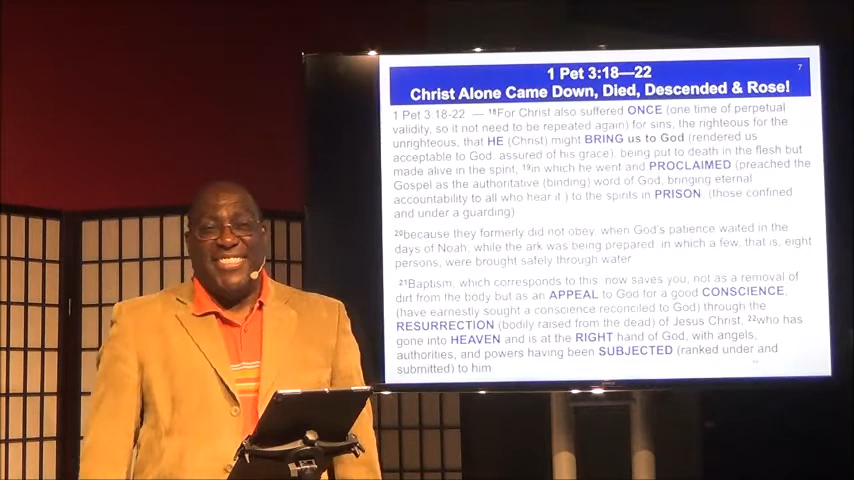 1 Pet 3:18—22
7
Christ Alone Came Down, Died, Descended & Rose!
1 Pet 3:18-22 — 18For Christ also suffered ONCE (one time of perpetual
validity, so it not need to be repeated again) for sins, the righteous for the
unrighteous, that HE (Christ) might BRING us to God (rendered us
acceptable to God, assured of his grace), being put to death in the flesh but
made alive in the spirit, 19in which he went and PROCLAIMED (preached the
Gospel as the authoritative (binding) word of God, bringing eternal
accountability to all who hear it ) to the spirits in PRISON, (those confined
and under a guarding)
20because they formerly did not obey, when God's patience waited in the
days of Noah, while the ark was being prepared, in which a few, that is, eight
persons, were brought safely through water.
21Baptism, which corresponds to this, now saves you, not as a removal of
dirt from the body but as an APPEAL to God for a good CONSCIENCE,
(have earnestly sought a conscience reconciled to God) through the
RESURRECTION (bodily raised from the dead) of Jesus Christ, 22who has
gone into HEAVEN and is at the RIGHT hand of God, with angels,
authorities, and powers having been SUBJECTED (ranked under and
submitted) to him